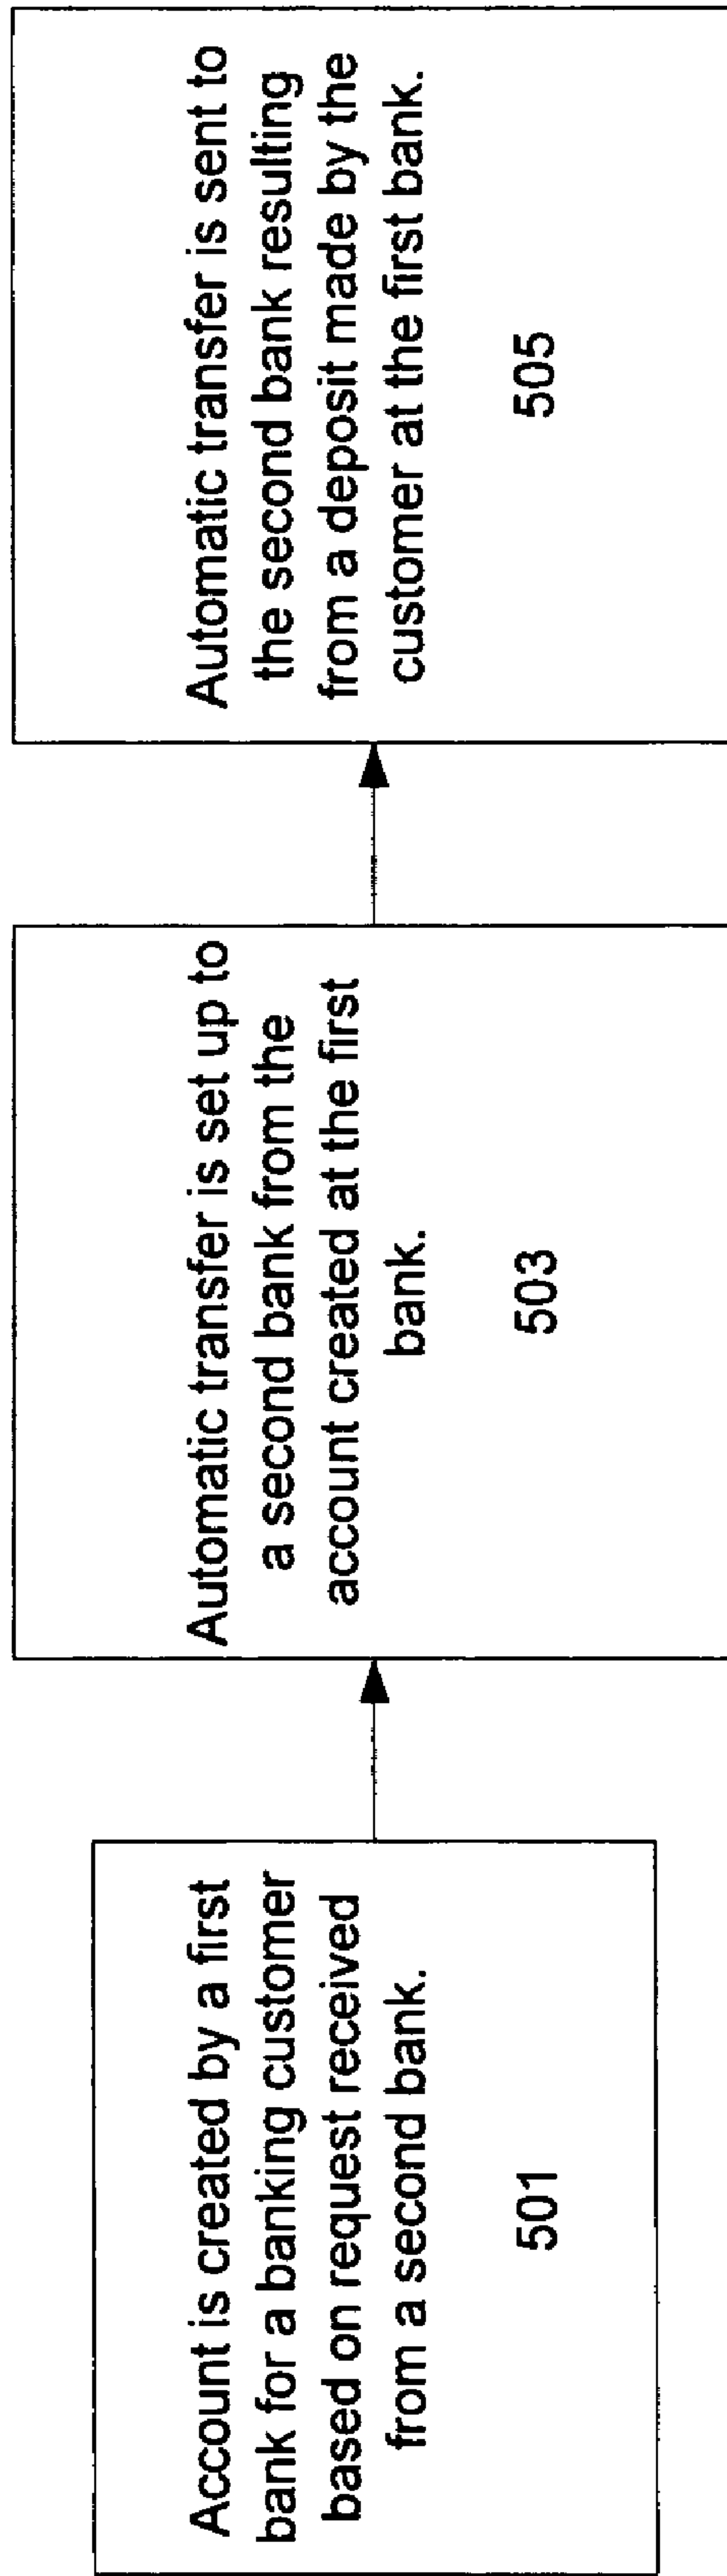 Account is created by a first
bank for a banking customer
based on request received
from a second bank.
501
Automatic transfer is set up to
a second bank from the
account created at the first
bank.
503
Automatic transfer is sent to
the second bank resulting
from a deposit made by the
customer at the first bank.
505